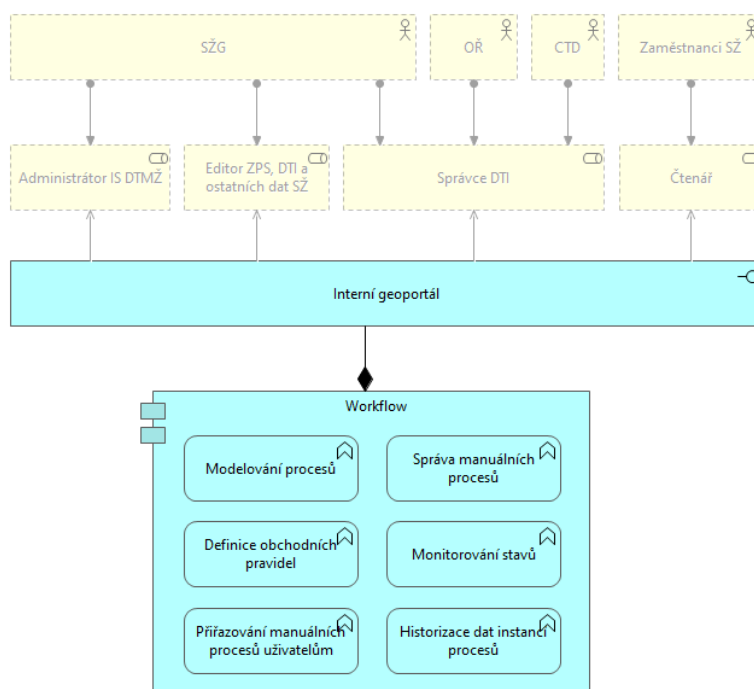 SŽG
OŘ
CTD
Zaměstnanci SŽ
Administrátor IS DTMŽ
Editor ZPS, DTI a
ostatních dat SŽ
Správce DTI
Čtenář
Interní geoportál
Workflow
Modelování procesů
Správa manuálních
procesů
Definice obchodních
pravidel
Monitorování stavů
Přiřazování manuálních
procesů uživatelům
Historizace dat instancí
procesů